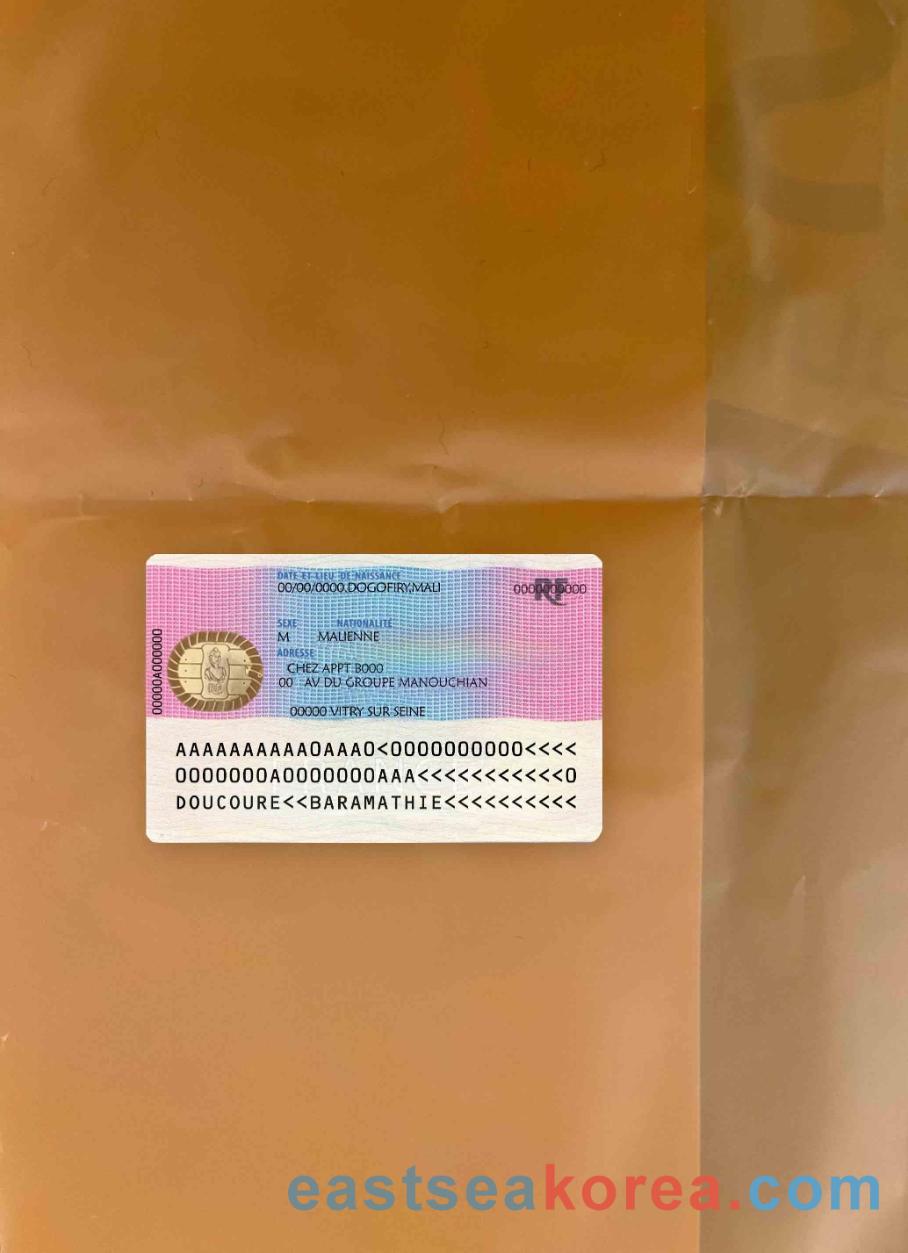 DATE ET LIEU DE NAISSANCE
00/00/0000.DOGOFIRY,MALI
0000000000
RF
SEXE NATIONALITÉ
M MALIENNE
ADRESSE
CHEZ APPT B000
00 AV DU GROUPE MANOUCHIAN
00000 VITRY SUR SEINE
00000A000000
AAAAAAAAAA0AAA0<0000000000<<<<
0000000A0000000AAA<<<<<<<<<<<0
FRANCE
DOUCOURE<<BARAMATHIE<<<<<<<<<<
eastseakorea.com